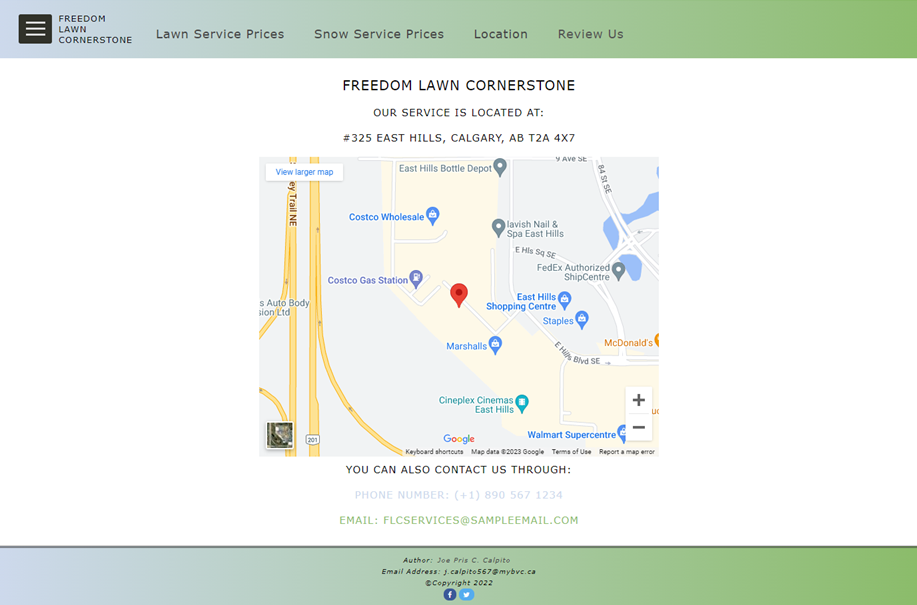 FREEDOM
LAWN
CORNERSTONE
Lawn Service Prices
Snow Service Prices
Location
Review Us
FREEDOM LAWN CORNERSTONE
OUR SERVICE IS LOCATED AT:
#325 EAST HILLS, CALGARY, AB T2A 4X7
View larger map
9 Ave SE
East Hills Bottle Depot
84 St SE
ey Trail NE
Costco Wholesale
lavish Nail &
Spa East Hills
E Hls Sq SE
FedEx Authorized
ShipCentre
Costco Gas Station
East Hills
Shopping Centre
s Auto Body
sion Ltd
Staples
McDonald's
Marshalls
E Hills Blvd SE
Cineplex Cinemas
East Hills
201
Walmart Supercentre
Google
Keyboard shortcuts
Map data ©2023 Google
Terms of Use
Report a map error
YOU CAN ALSO CONTACT US THROUGH:
PHONE NUMBER: (+1) 890 567 1234
EMAIL: FLCSERVICES@SAMPLEEMAIL.COM
Author: Joe Pris C. Calpito
Email Address: j.calpito567@mybvc.ca
©Copyright 2022